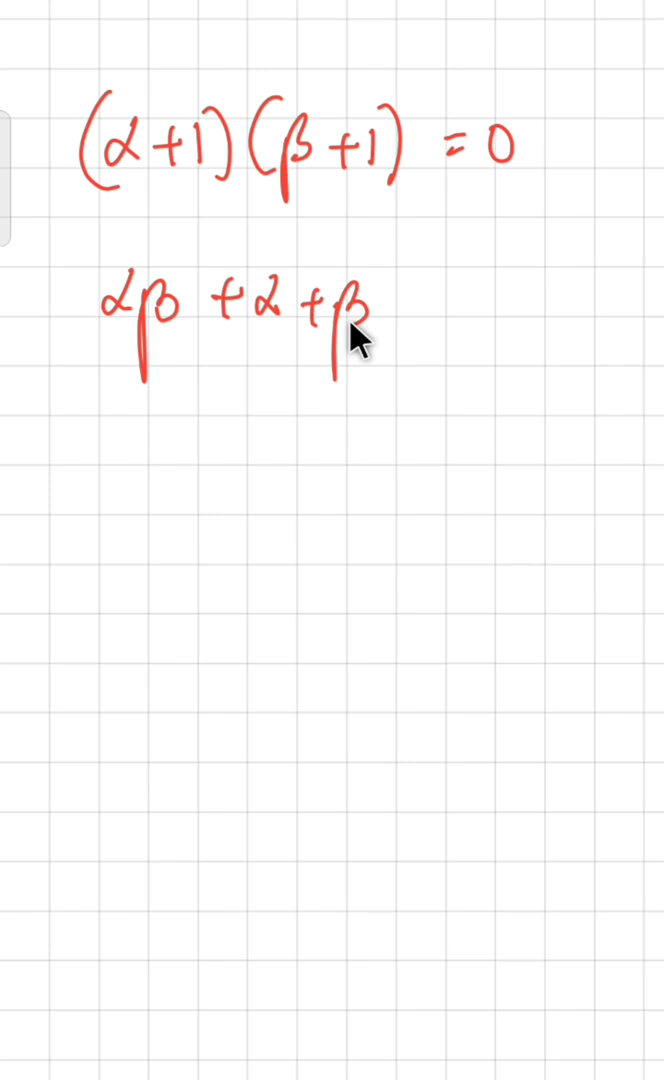 (α+1)(β+1) = 0
αβ + α + β